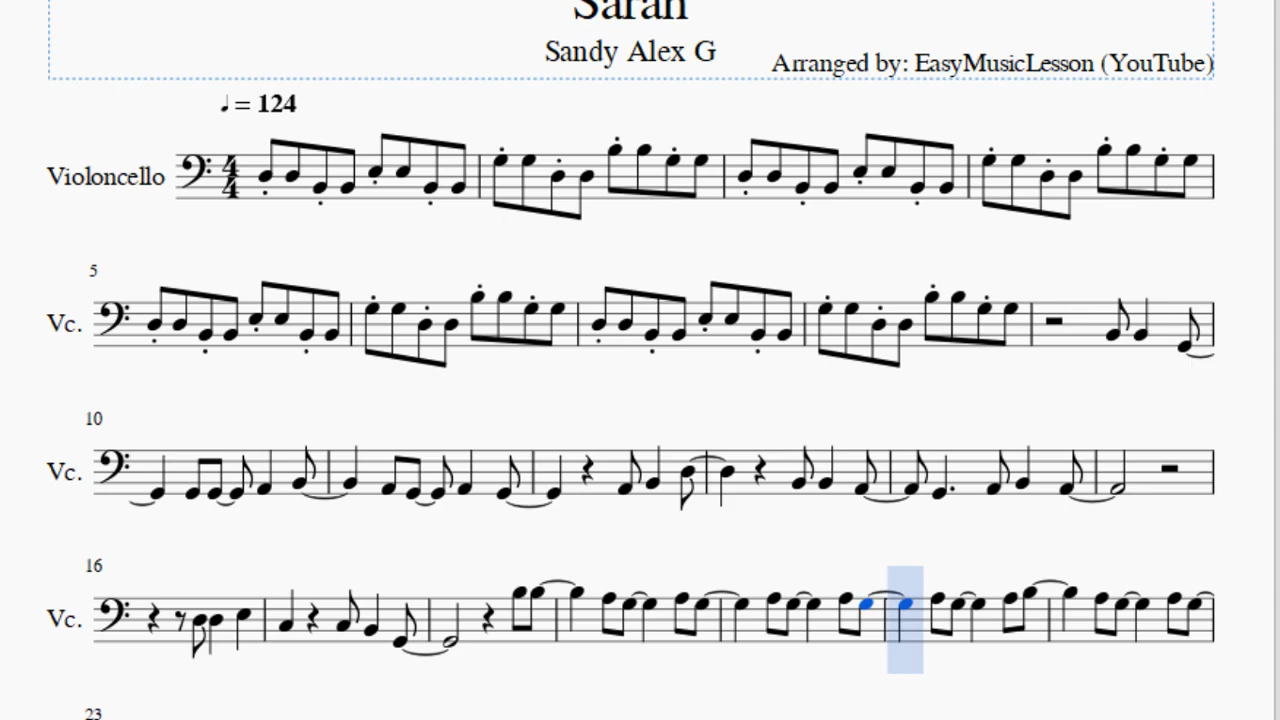 Sarah
Sandy Alex G
Arranged by: EasyMusicLesson (YouTube)
♩ = 124
Violoncello
4
4
5
Vc.
10
Vc.
16
Vc.
23